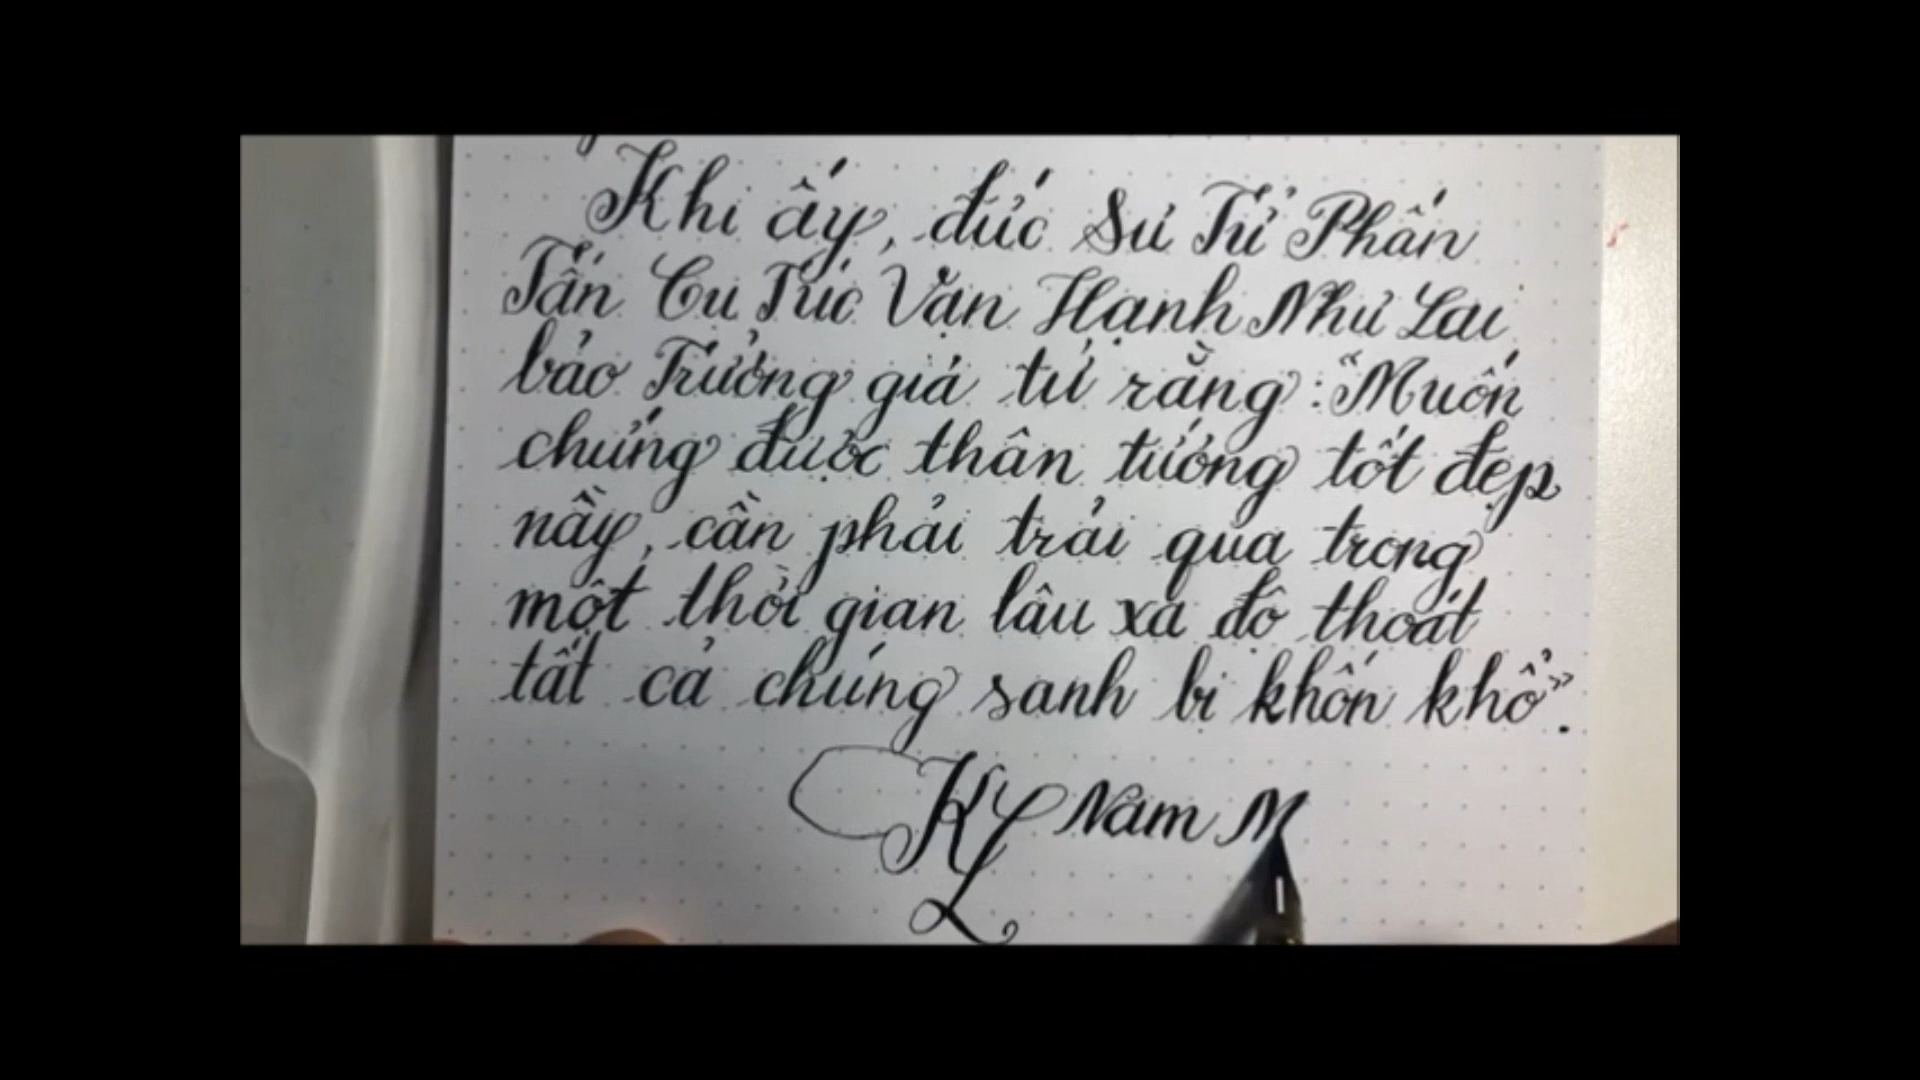 Khi ấy, đức Sư Tử Phấn
Tấn Cụ Túc Vạn Hạnh Như Lai
bảo Trưởng giả tử rằng: "Muốn
chứng được thân tướng tốt đẹp
nầy, cần phải trải qua trong
một thời gian lâu xa độ thoát
tất cả chúng sanh bị khốn khổ".
Nam M